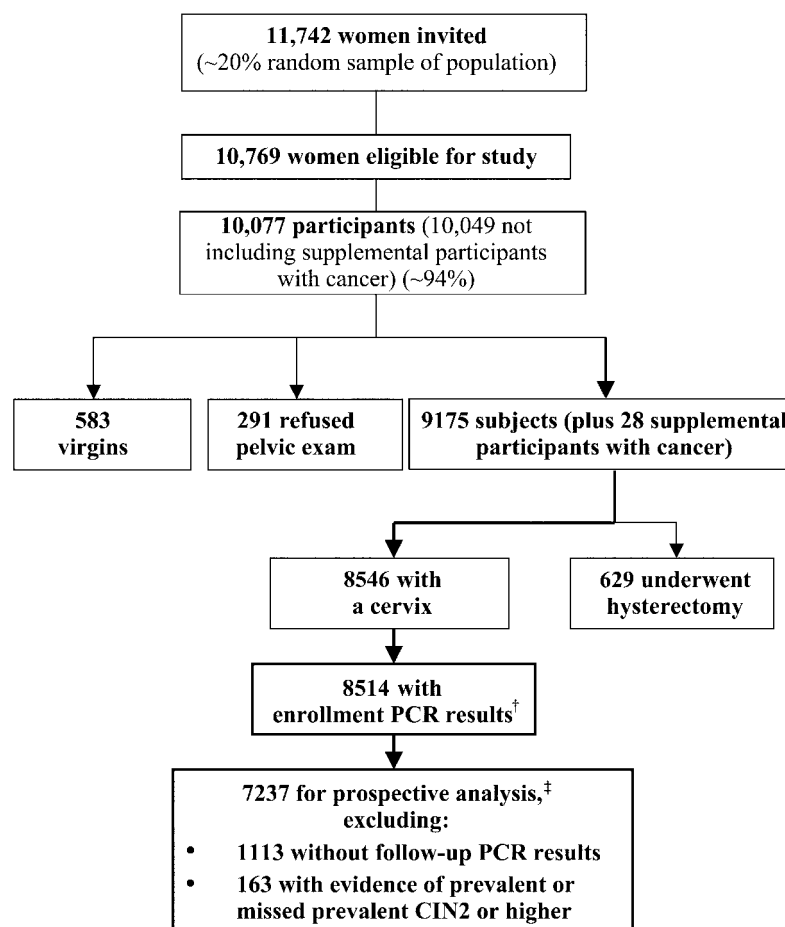 11,742 women invited
(~20% random sample of population)
10,769 women eligible for study
10,077 participants (10,049 not
including supplemental participants
with cancer) (~94%)
583
virgins
291 refused
pelvic exam
9175 subjects (plus 28 supplemental
participants with cancer)
8546 with
a cervix
629 underwent
hysterectomy
8514 with
enrollment PCR results†
7237 for prospective analysis,‡
excluding:
• 1113 without follow-up PCR results
• 163 with evidence of prevalent or
missed prevalent CIN2 or higher